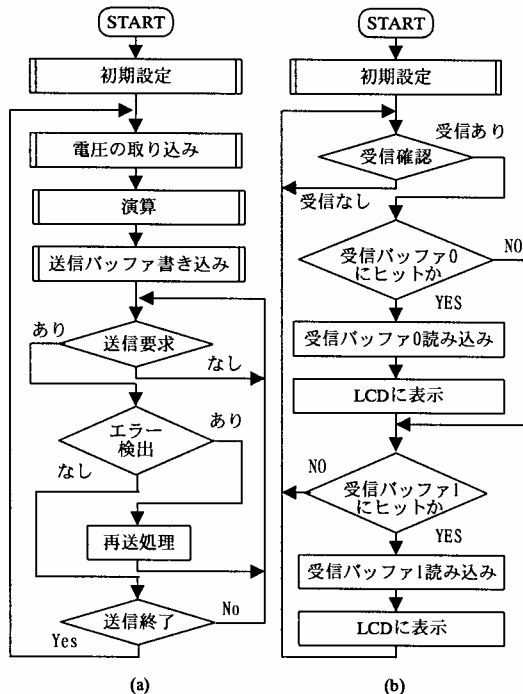 START
初期設定
電圧の取り込み
演算
送信バッファ書き込み
あり
送信要求
なし
エラー
検出
あり
なし
再送処理
送信終了
No
Yes
(a)
START
初期設定
受信あり
受信確認
受信なし
受信バッファ0
にヒットか
NO
YES
受信バッファ0読み込み
LCDに表示
NO
受信バッファ1
にヒットか
YES
受信バッファ1読み込み
LCDに表示
(b)